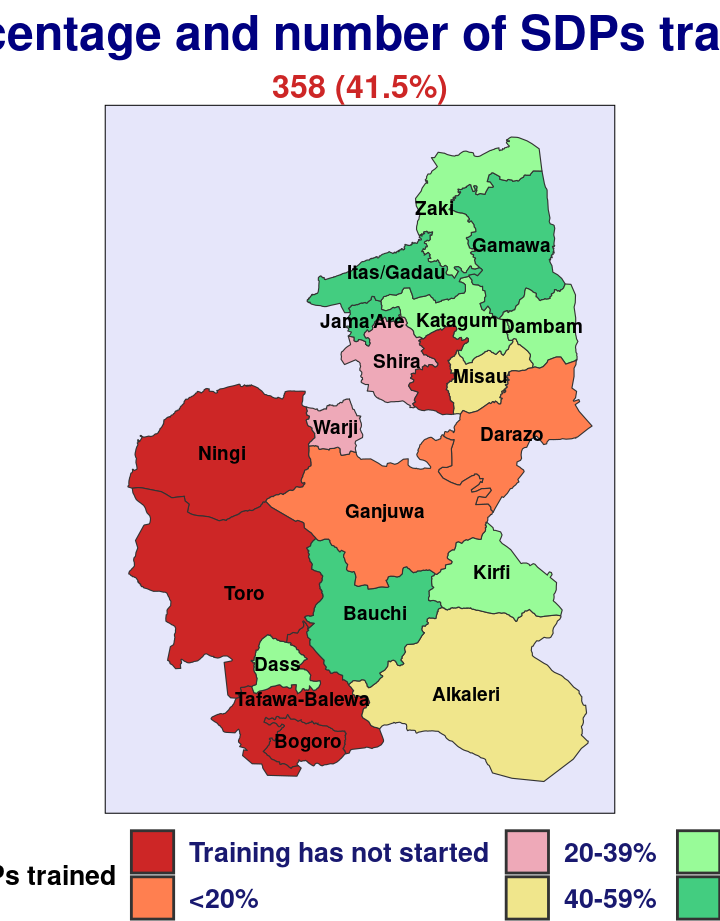 centage and number of SDPs tra
358 (41.5%)
Zaki
Gamawa
Itas/Gadau
Jama'Are
Katagum
Dambam
Shira
Misau
Warji
Darazo
Ningi
Ganjuwa
Kirfi
Toro
Bauchi
Dass
Alkaleri
Tafawa-Balewa
Bogoro
Ps trained
Training has not started
20-39%
<20%
40-59%